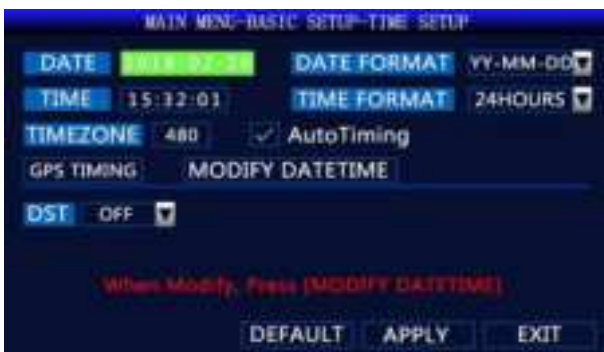 MAIN MENU-BASIC SETUP-TIME SETUP
DATE DATE FORMAT YY-MM-DD
TIME 15:32:01 TIME FORMAT 24HOURS
TIMEZONE 480 AutoTiming
GPS TIMING MODIFY DATETIME
DST OFF
When Modify, Press [MODIFY DATETIME]
DEFAULT APPLY EXIT